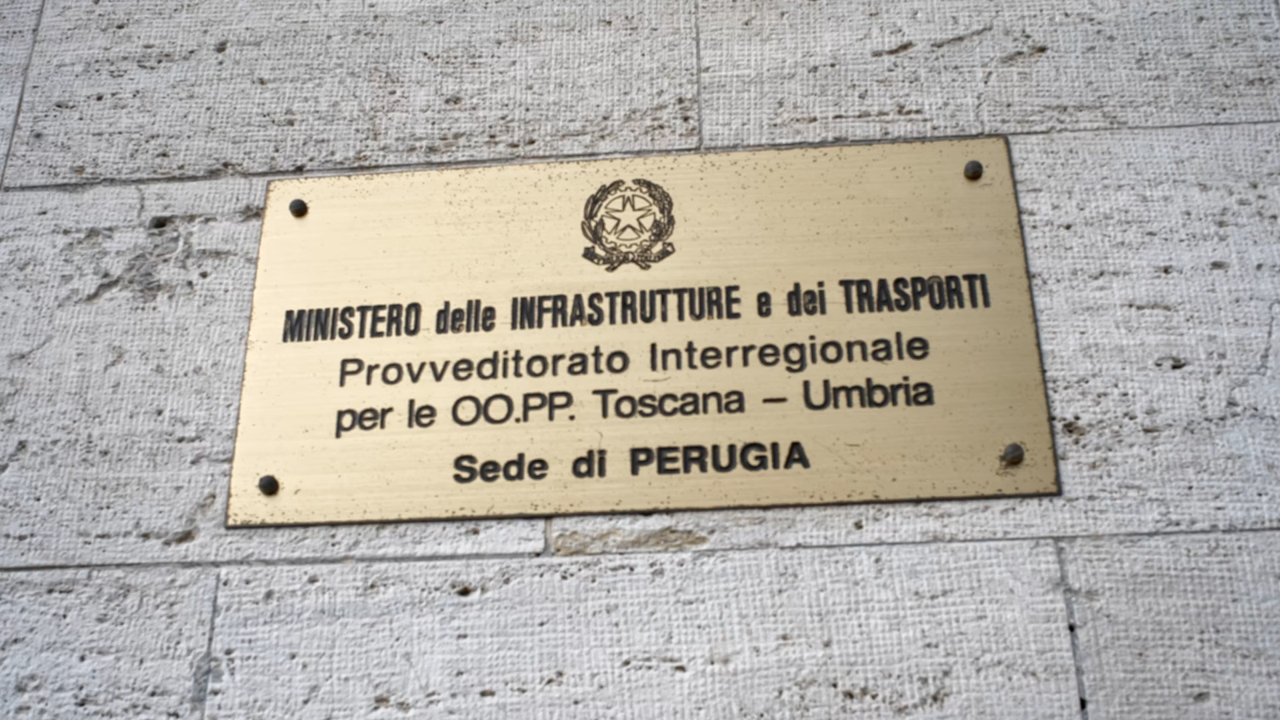 MINISTERO delle INFRASTRUTTURE e dei TRASPORTI
Provveditorato Interregionale
per le OO.PP. Toscana – Umbria
Sede di PERUGIA